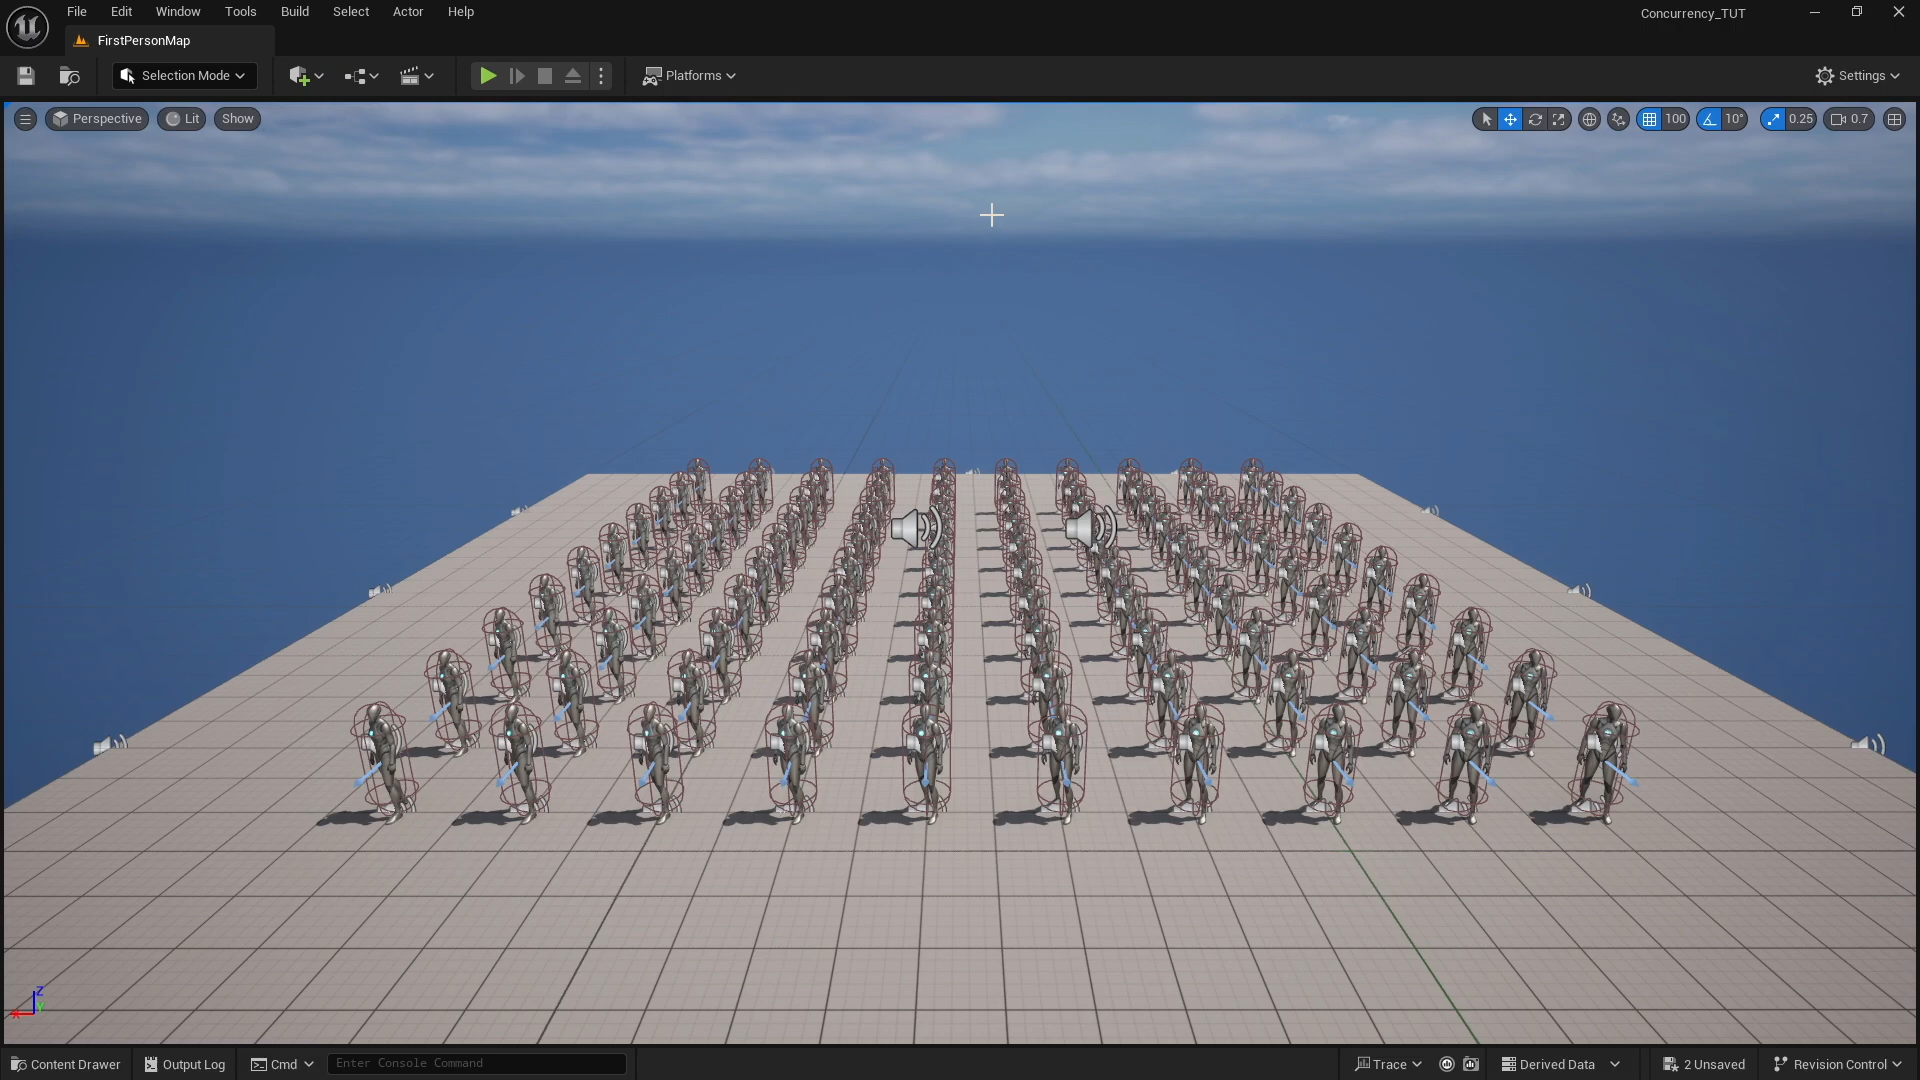 File Edit Window Tools Build Select Actor Help
Concurrency_TUT
FirstPersonMap
Selection Mode
Platforms
Settings
Perspective Lit Show
100 10° 0.25 0.7
Z
Y
X
Content Drawer Output Log Cmd Enter Console Command
Trace Derived Data 2 Unsaved Revision Control